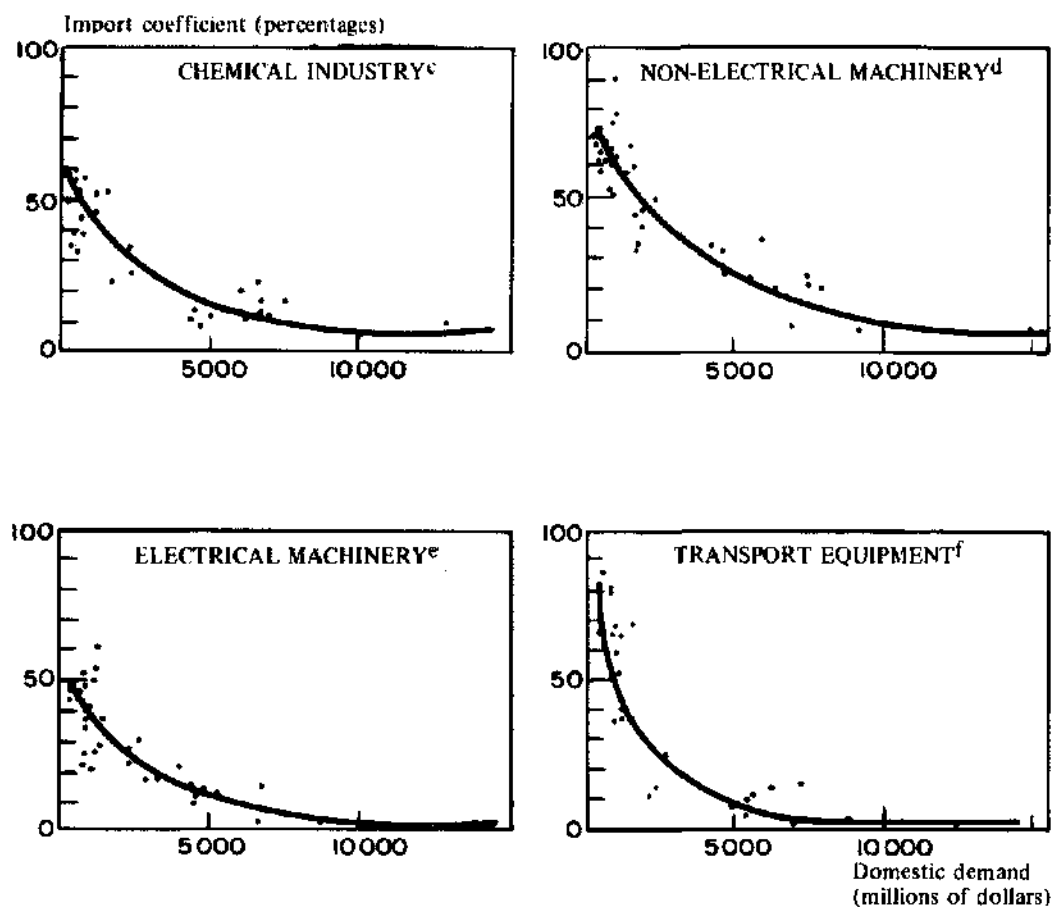 Import coefficient (percentages)
100
CHEMICAL INDUSTRYᶜ
50
0
5000
10000
100
NON-ELECTRICAL MACHINERYᵈ
50
0
5000
10000
100
ELECTRICAL MACHINERYᵉ
50
0
5000
10000
100
TRANSPORT EQUIPMENTᶠ
50
0
5000
10000
Domestic demand
(millions of dollars)